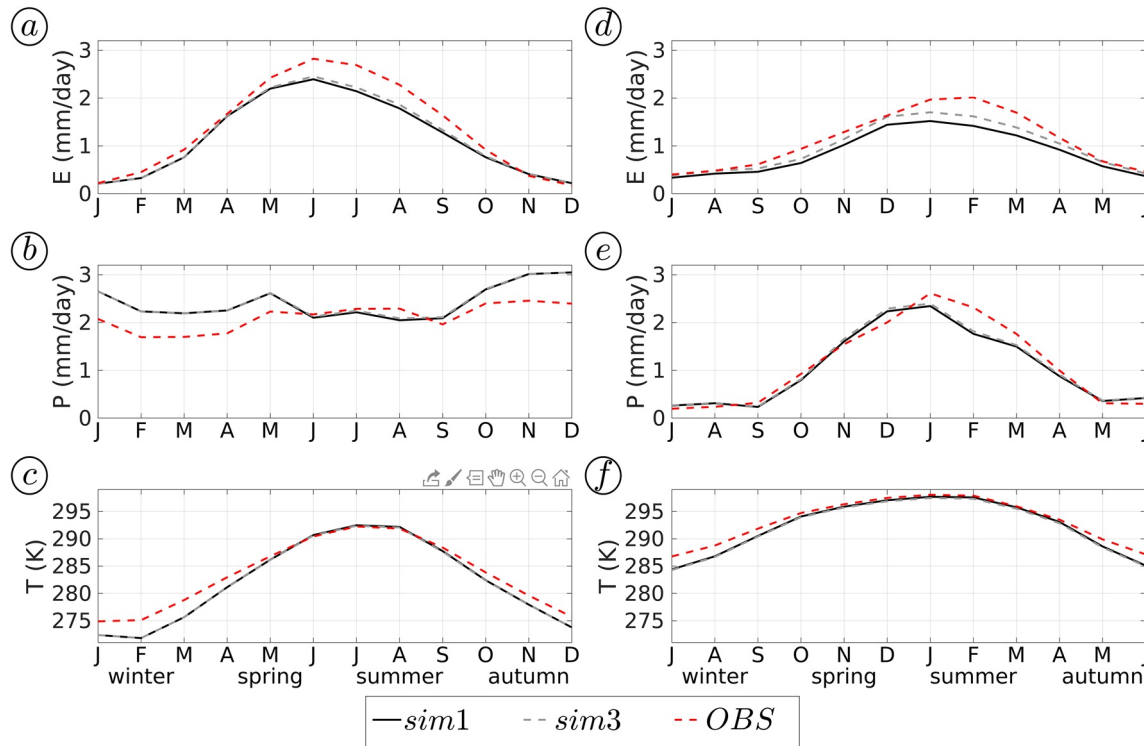 a
E (mm/day)
3
2
1
0
J F M A M J J A S O N D
d
E (mm/day)
3
2
1
0
J A S O N D J F M A M J
b
P (mm/day)
3
2
1
0
J F M A M J J A S O N D
e
P (mm/day)
3
2
1
0
J A S O N D J F M A M J
c
T (K)
295
290
285
280
275
J F M A M J J A S O N D
winter spring summer autumn
f
T (K)
295
290
285
280
275
J A S O N D J F M A M J
winter spring summer autumn
sim1 sim3 OBS